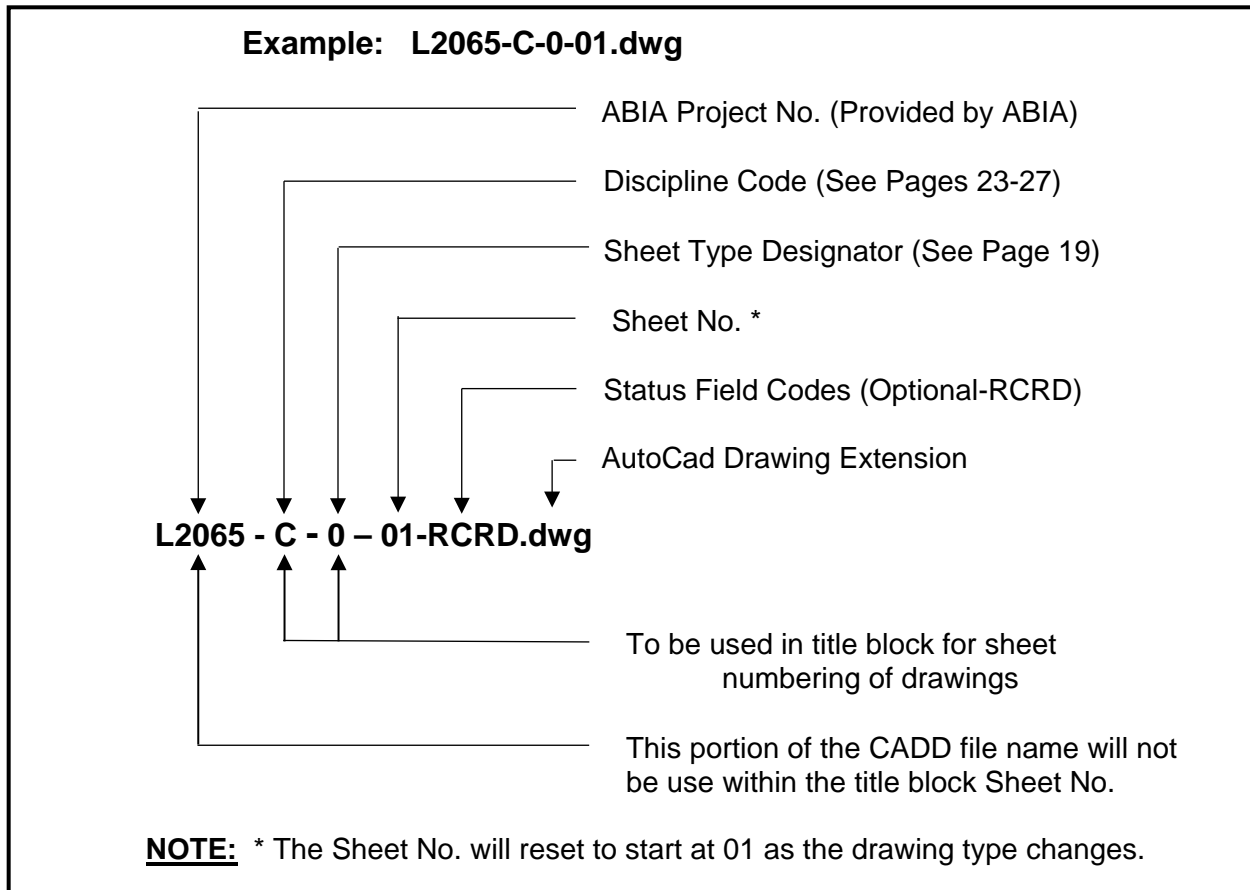 Example: L2065-C-0-01.dwg
ABIA Project No. (Provided by ABIA)
Discipline Code (See Pages 23-27)
Sheet Type Designator (See Page 19)
Sheet No. *
Status Field Codes (Optional-RCRD)
AutoCad Drawing Extension
L2065 - C - 0 – 01-RCRD.dwg
To be used in title block for sheet
numbering of drawings
This portion of the CADD file name will not
be use within the title block Sheet No.
NOTE: * The Sheet No. will reset to start at 01 as the drawing type changes.